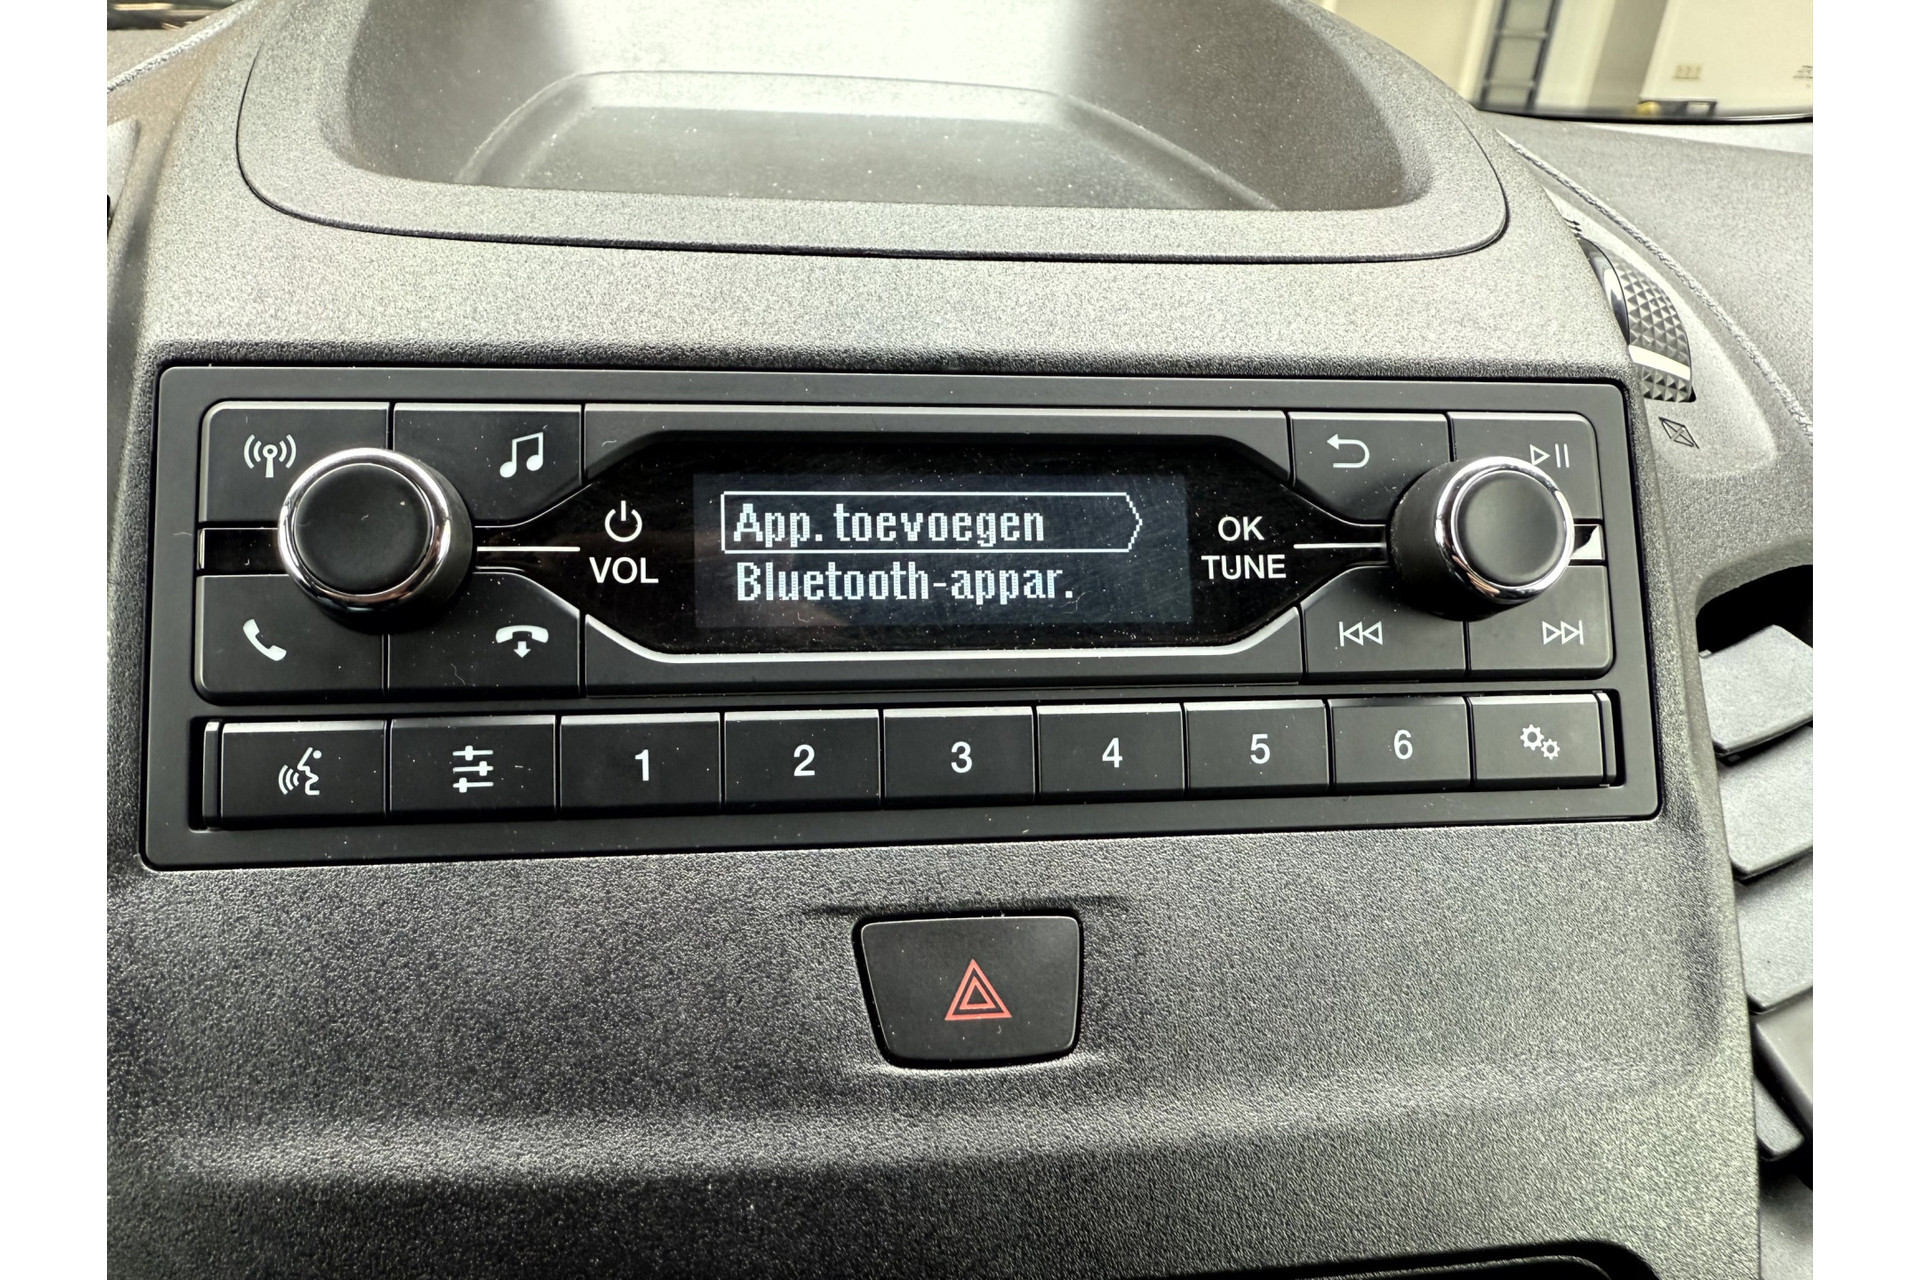 App. toevoegen
Bluetooth-appar.
VOL
OK
TUNE
1 2 3 4 5 6